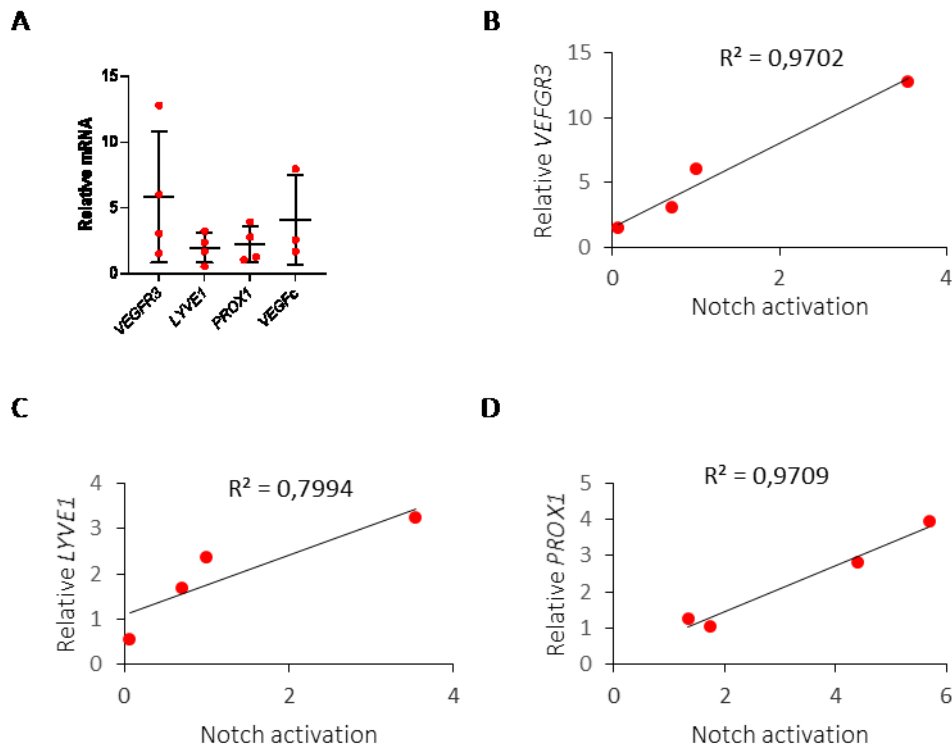 A
Relative mRNA
15
10
5
0
VEGFR3
LYVE1
PROX1
VEGFc
B
R² = 0,9702
Relative VEFGR3
15
10
5
0
0
2
4
Notch activation
C
R² = 0,7994
Relative LYVE1
4
3
2
1
0
0
2
4
Notch activation
D
R² = 0,9709
Relative PROX1
5
4
3
2
1
0
0
2
4
6
Notch activation